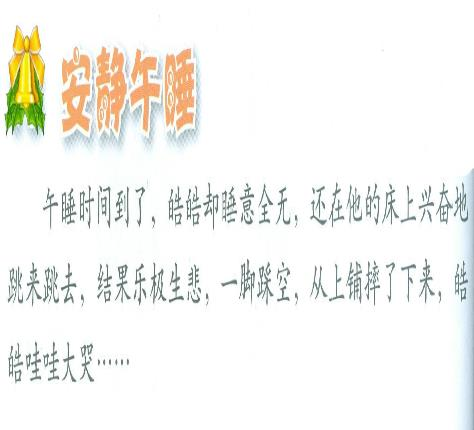 安静午睡
午睡时间到了，皓皓却睡意全无，还在他的床上兴奋地
跳来跳去，结果乐极生悲，一脚踩空，从上铺摔了下来，皓
皓哇哇大哭……